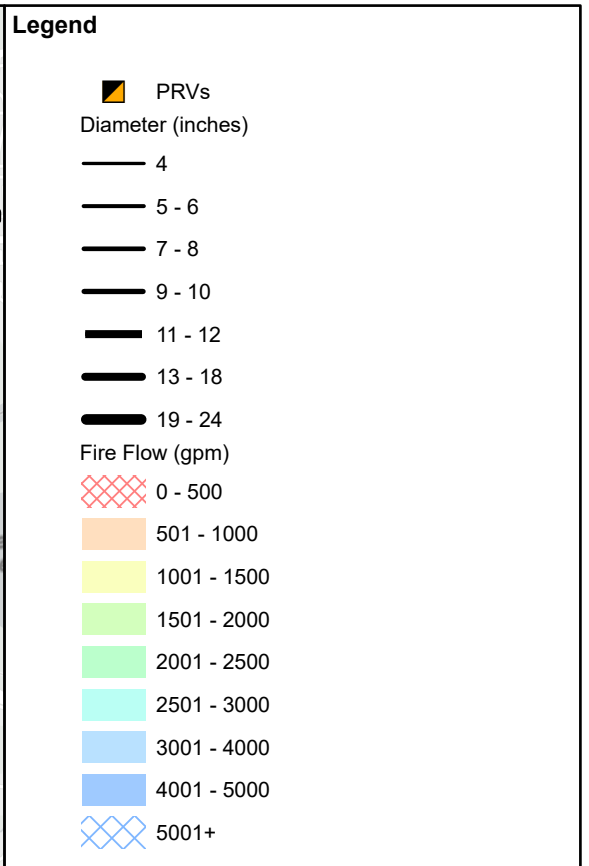 Legend
PRVs
Diameter (inches)
4
5 - 6
7 - 8
9 - 10
11 - 12
13 - 18
19 - 24
Fire Flow (gpm)
0 - 500
501 - 1000
1001 - 1500
1501 - 2000
2001 - 2500
2501 - 3000
3001 - 4000
4001 - 5000
5001+